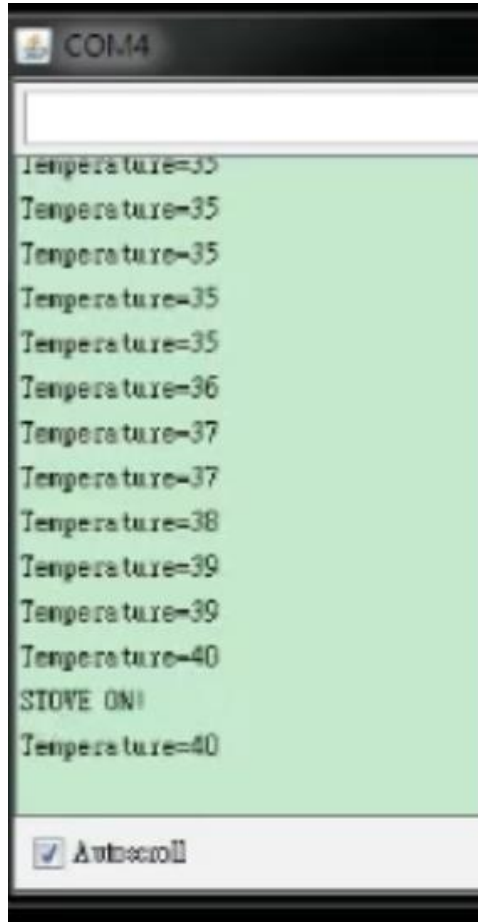 COM4
Temperature=35
Temperature=35
Temperature=35
Temperature=35
Temperature=35
Temperature=36
Temperature=37
Temperature=37
Temperature=38
Temperature=39
Temperature=39
Temperature=40
STOVE ON!
Temperature=40
Autoscroll